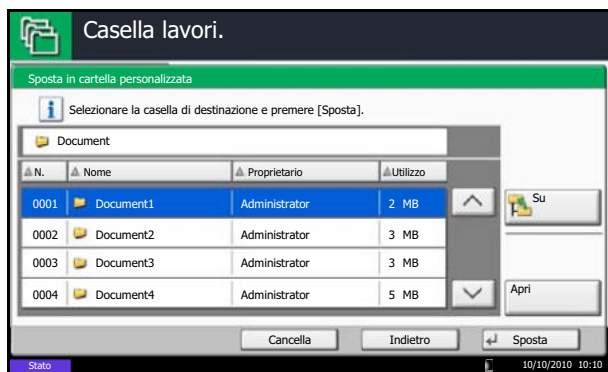 Casella lavori.
Sposta in cartella personalizzata
Selezionare la casella di destinazione e premere [Sposta].
Document
N. Nome Proprietario Utilizzo
0001 Document1 Administrator 2 MB
Su
0002 Document2 Administrator 3 MB
0003 Document3 Administrator 3 MB
0004 Document4 Administrator 5 MB
Apri
Cancella Indietro Sposta
Stato 10/10/2010 10:10